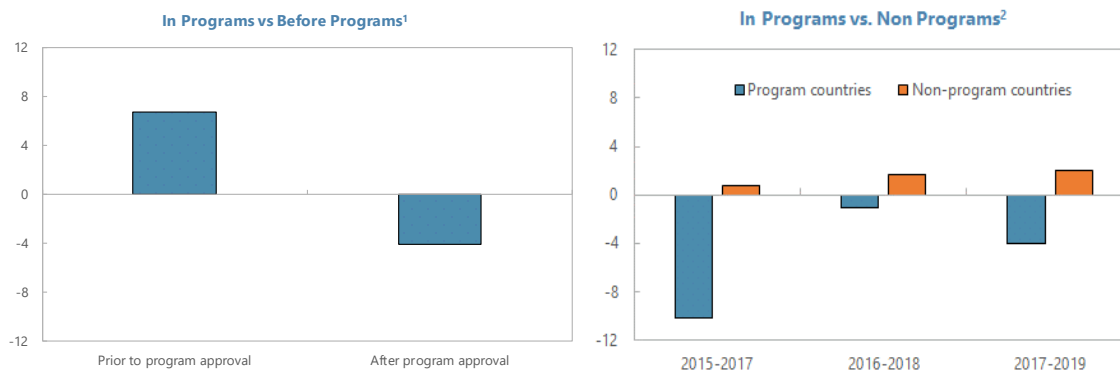 In Programs vs Before Programs¹
12
8
4
0
-4
-8
-12
Prior to program approval
After program approval
In Programs vs. Non Programs²
12
8
4
0
-4
-8
-12
Program countries
Non-program countries
2015-2017
2016-2018
2017-2019